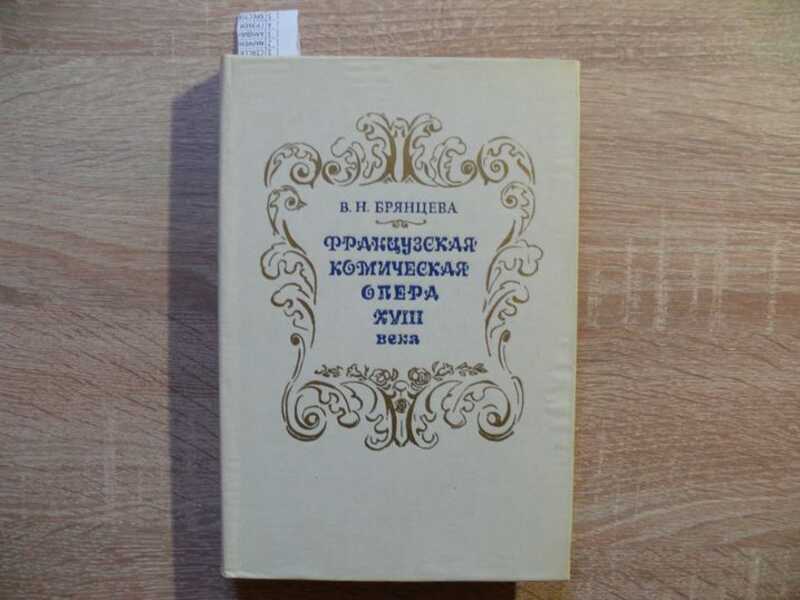 В. Н. БРЯНЦЕВА
ФРАНЦУЗСКАЯ
КОМИЧЕСКАЯ
ОПЕРА
XVIII
века